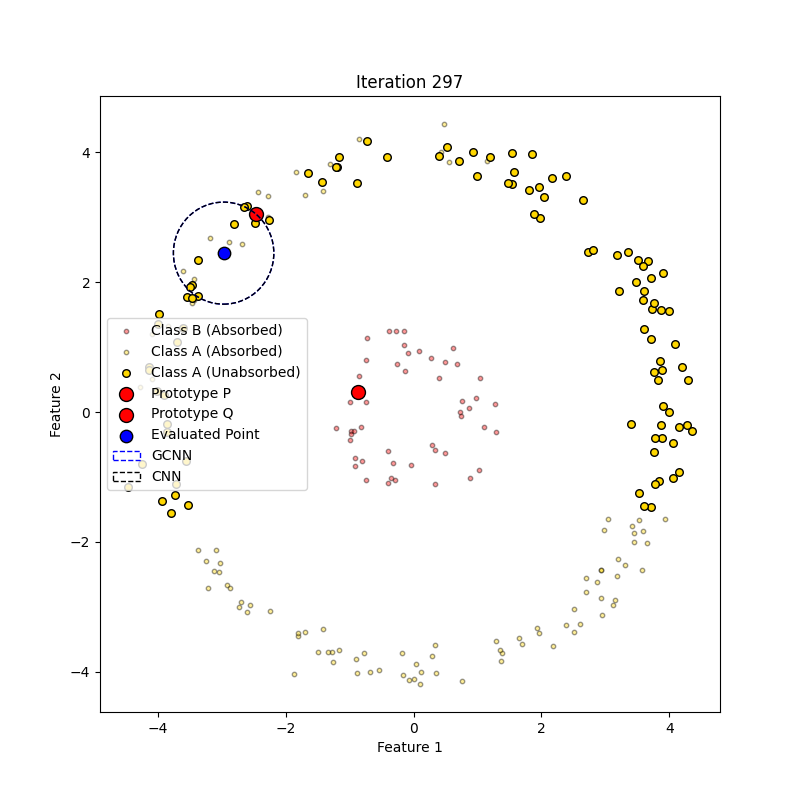 Iteration 297
4
2
0
−2
−4
Feature 2
Class B (Absorbed)
Class A (Absorbed)
Class A (Unabsorbed)
Prototype P
Prototype Q
Evaluated Point
GCNN
CNN
−4 −2 0 2 4
Feature 1